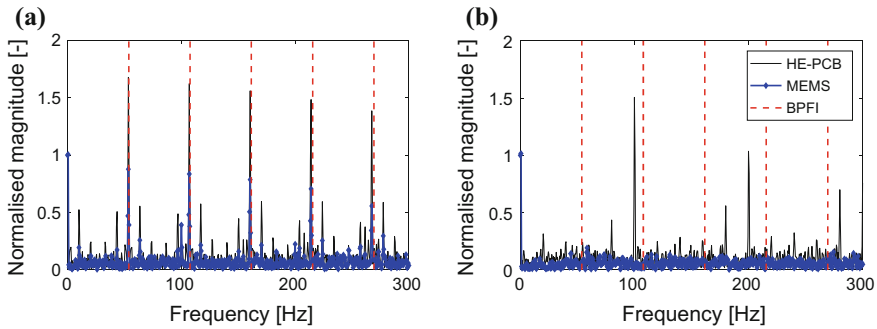 (a)
Normalised magnitude [-]
2
1.5
1
0.5
0
0
100
200
300
Frequency [Hz]
(b)
Normalised magnitude [-]
2
1.5
1
0.5
0
0
100
200
300
Frequency [Hz]
HE-PCB
MEMS
BPFI